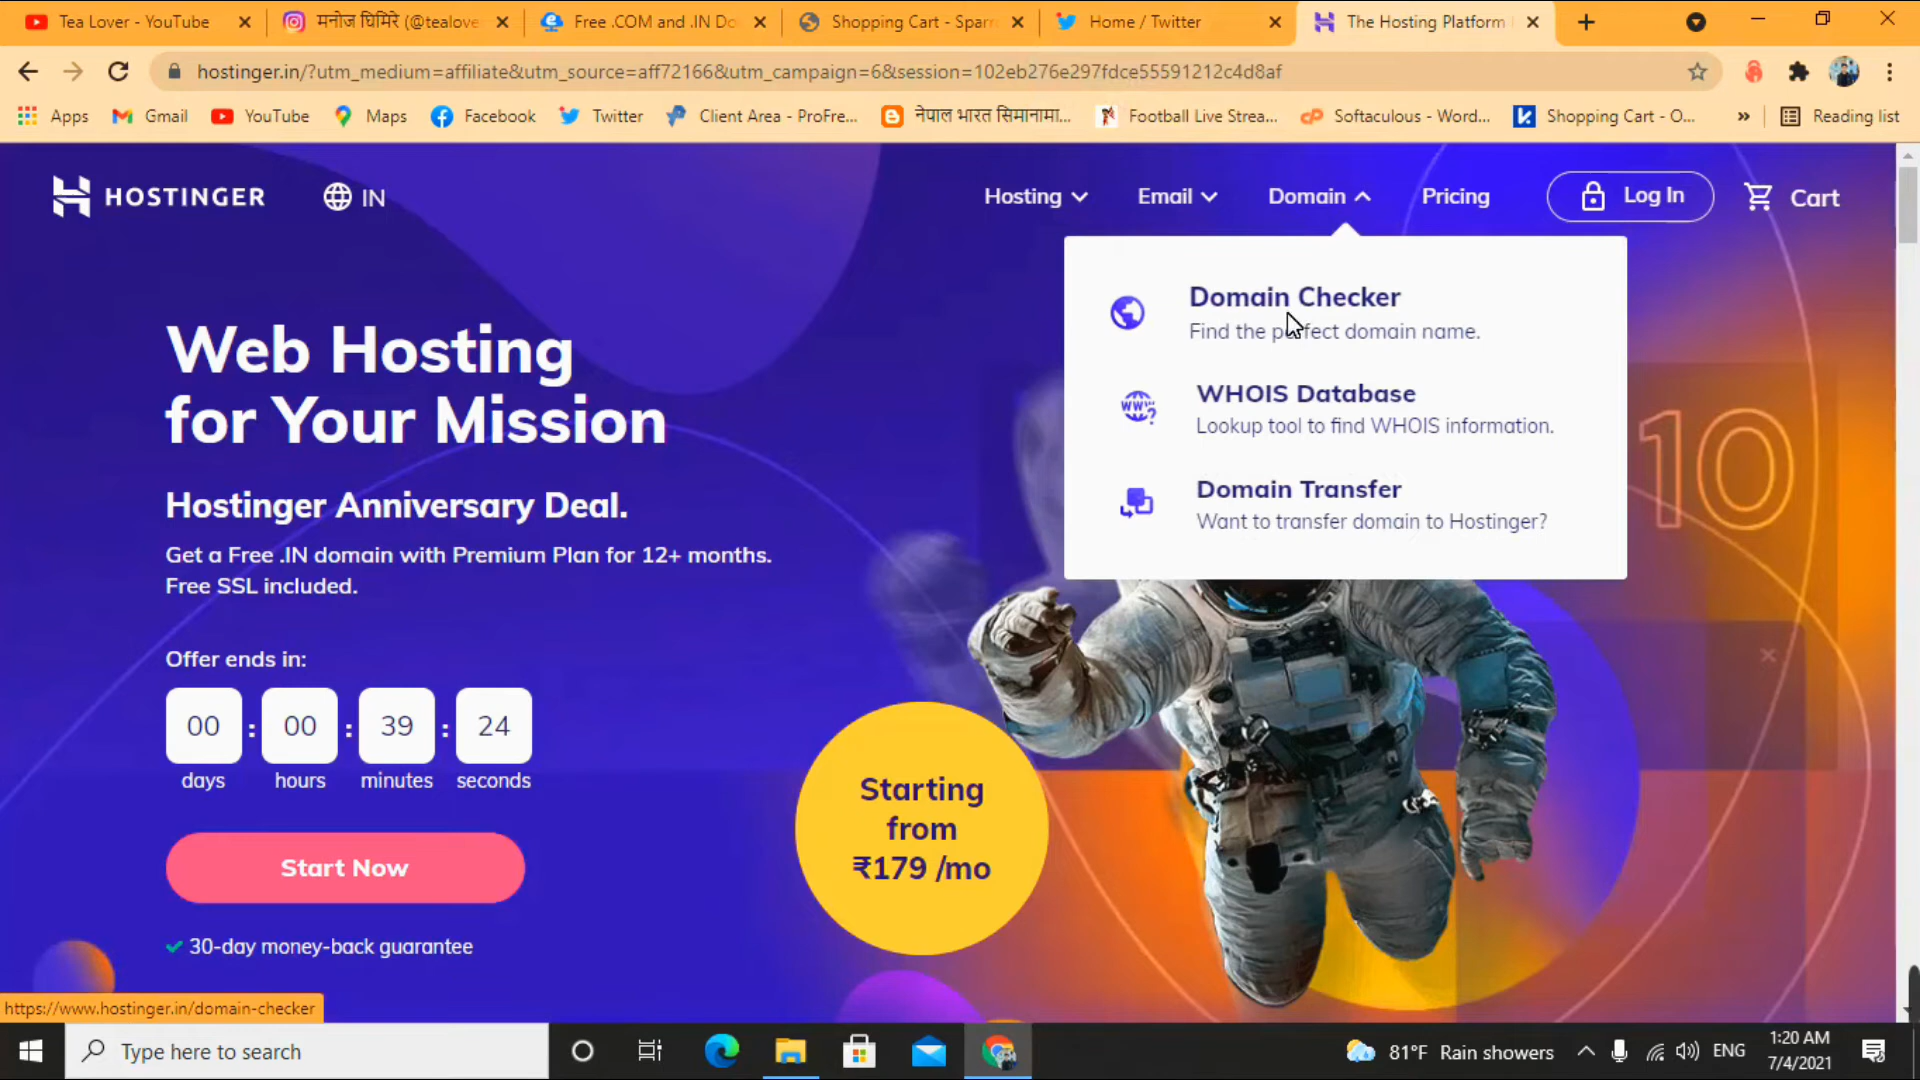 Tea Lover - YouTube
मनोज घिमिरे (@tealove
Free .COM and .IN Do
Shopping Cart - Sparr
Home / Twitter
The Hosting Platform
hostinger.in/?utm_medium=affiliate&utm_source=aff72166&utm_campaign=6&session=102eb276e297fdce55591212c4d8af
Apps
Gmail
YouTube
Maps
Facebook
Twitter
Client Area - ProFre...
नेपाल भारत सिमानामा...
Football Live Strea...
Softaculous - Word...
Shopping Cart - O...
»
Reading list
HOSTINGER
IN
Hosting
Email
Domain
Pricing
Log In
Cart
Domain Checker
Find the perfect domain name.
WHOIS Database
Lookup tool to find WHOIS information.
Domain Transfer
Want to transfer domain to Hostinger?
10
Web Hosting
for Your Mission
Hostinger Anniversary Deal.
Get a Free .IN domain with Premium Plan for 12+ months.
Free SSL included.
Offer ends in:
00 : 00 : 39 : 24
days hours minutes seconds
Starting
from
₹179 /mo
Start Now
30-day money-back guarantee
https://www.hostinger.in/domain-checker
Type here to search
81°F Rain showers
ENG
1:20 AM
7/4/2021